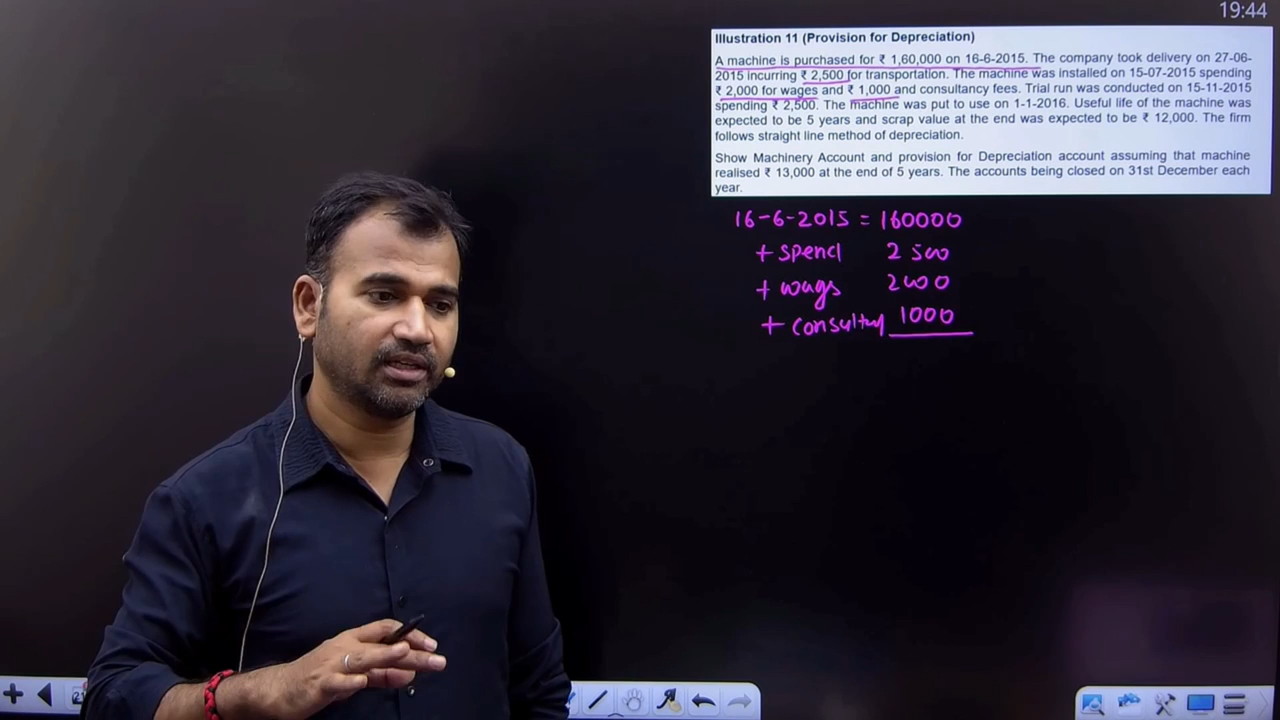 19:44
Illustration 11 (Provision for Depreciation)
A machine is purchased for ₹ 1,60,000 on 16-6-2015. The company took delivery on 27-06-
2015 incurring ₹ 2,500 for transportation. The machine was installed on 15-07-2015 spending
₹ 2,000 for wages and ₹ 1,000 and consultancy fees. Trial run was conducted on 15-11-2015
spending ₹ 2,500. The machine was put to use on 1-1-2016. Useful life of the machine was
expected to be 5 years and scrap value at the end was expected to be ₹ 12,000. The firm
follows straight line method of depreciation.
Show Machinery Account and provision for Depreciation account assuming that machine
realised ₹ 13,000 at the end of 5 years. The accounts being closed on 31st December each
year.
16-6-2015 = 160000
+ spend 2500
+ wags 2000
+ consultay 1000